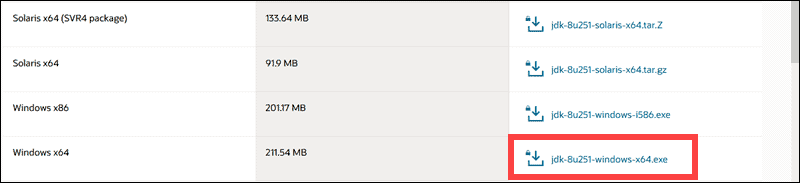 Solaris x64 (SVR4 package) 133.64 MB jdk-8u251-solaris-x64.tar.Z
Solaris x64 91.9 MB jdk-8u251-solaris-x64.tar.gz
Windows x86 201.17 MB jdk-8u251-windows-i586.exe
Windows x64 211.54 MB jdk-8u251-windows-x64.exe